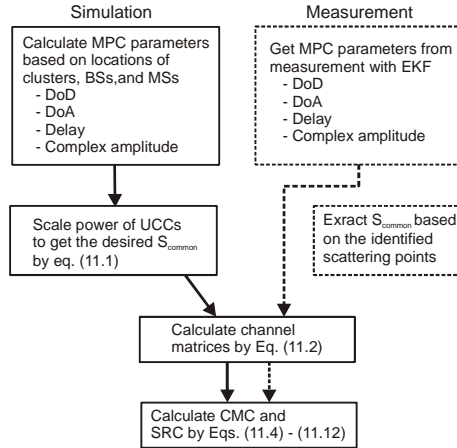 Simulation
Calculate MPC parameters
based on locations of
clusters, BSs,and MSs
- DoD
- DoA
- Delay
- Complex amplitude
Measurement
Get MPC parameters from
measurement with EKF
- DoD
- DoA
- Delay
- Complex amplitude
Scale power of UCCs
to get the desired S_common
by eq. (11.1)
Extract S_common based
on the identified
scattering points
Calculate channel
matrices by Eq. (11.2)
Calculate CMC and
SRC by Eqs. (11.4) - (11.12)